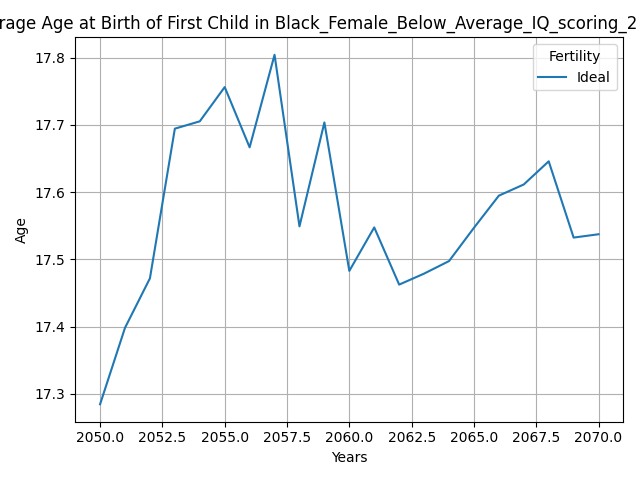 Age at Birth of First Child in Black_Female_Below_Average_IQ_scoring_2
Fertility
Ideal
17.8
17.7
17.6
17.5
17.4
17.3
Age
2050.0 2052.5 2055.0 2057.5 2060.0 2062.5 2065.0 2067.5 2070.0
Years